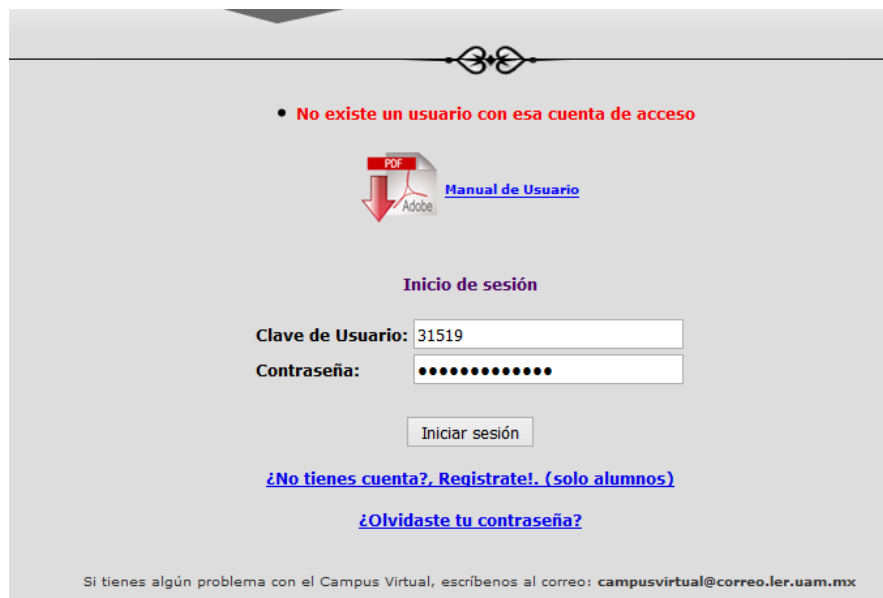 No existe un usuario con esa cuenta de acceso
PDF
Adobe
Manual de Usuario
Inicio de sesión
Clave de Usuario: 31519
Contraseña: •••••••••••••
Iniciar sesión
¿No tienes cuenta?, Registrate!. (solo alumnos)
¿Olvidaste tu contraseña?
Si tienes algún problema con el Campus Virtual, escríbenos al correo: campusvirtual@correo.ler.uam.mx